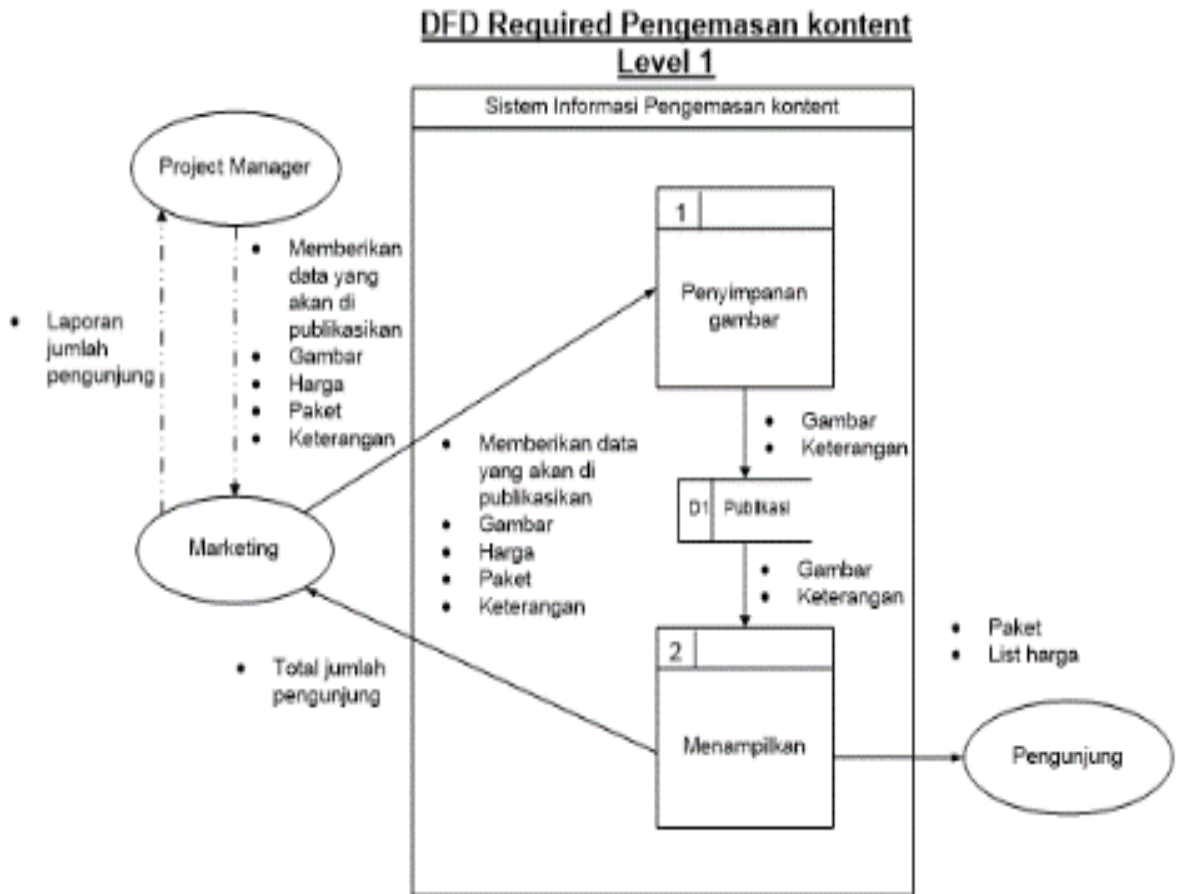 DFD Required Pengemasan kontent
Level 1
Sistem Informasi Pengemasan kontent
Project Manager
• Memberikan
data yang
akan di
publikasikan
• Gambar
• Harga
• Paket
• Keterangan
• Laporan
jumlah
pengunjung
1
Penyimpanan
gambar
• Gambar
• Keterangan
• Memberikan data
yang akan di
publikasikan
• Gambar
• Harga
• Paket
• Keterangan
D1 Publikasi
Marketing
• Gambar
• Keterangan
• Total jumlah
pengunjung
2
Menampilkan
• Paket
• List harga
Pengunjung